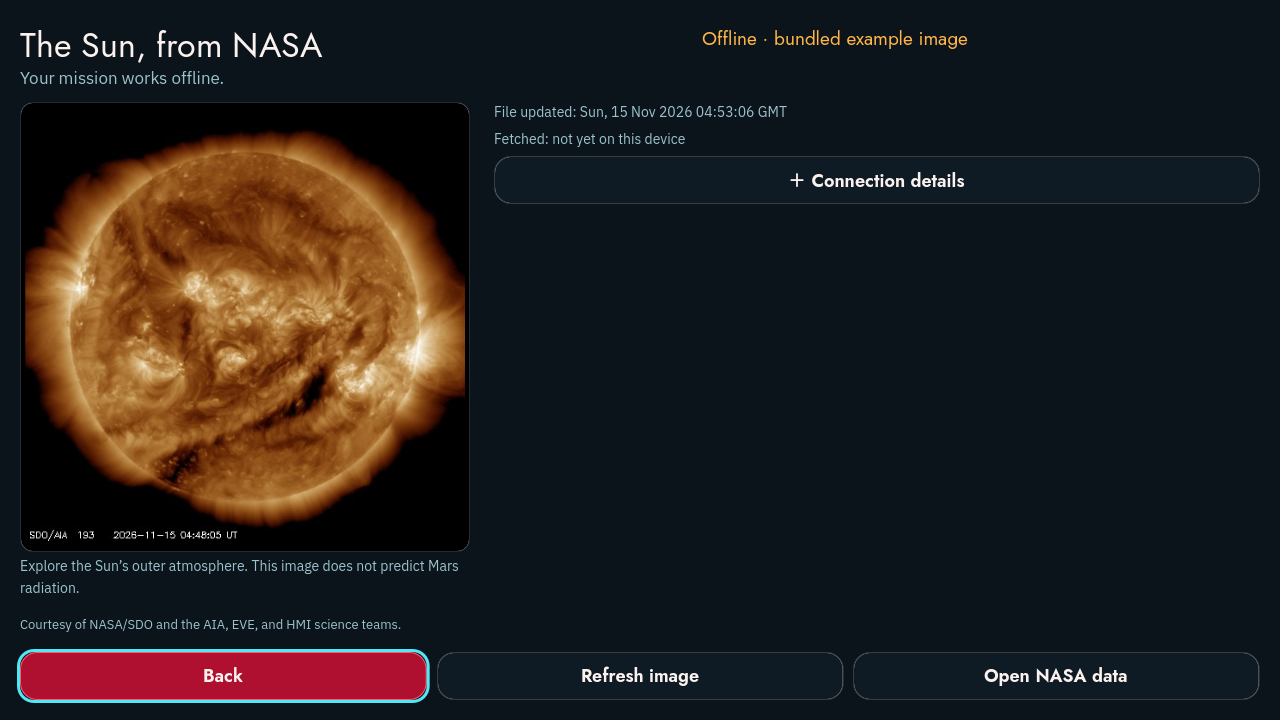 The Sun, from NASA
Offline · bundled example image
Your mission works offline.
File updated: Sun, 15 Nov 2026 04:53:06 GMT
Fetched: not yet on this device
+ Connection details
SDO/AIA 193 2026-11-15 04:48:05 UT
Explore the Sun's outer atmosphere. This image does not predict Mars
radiation.
Courtesy of NASA/SDO and the AIA, EVE, and HMI science teams.
Back
Refresh image
Open NASA data